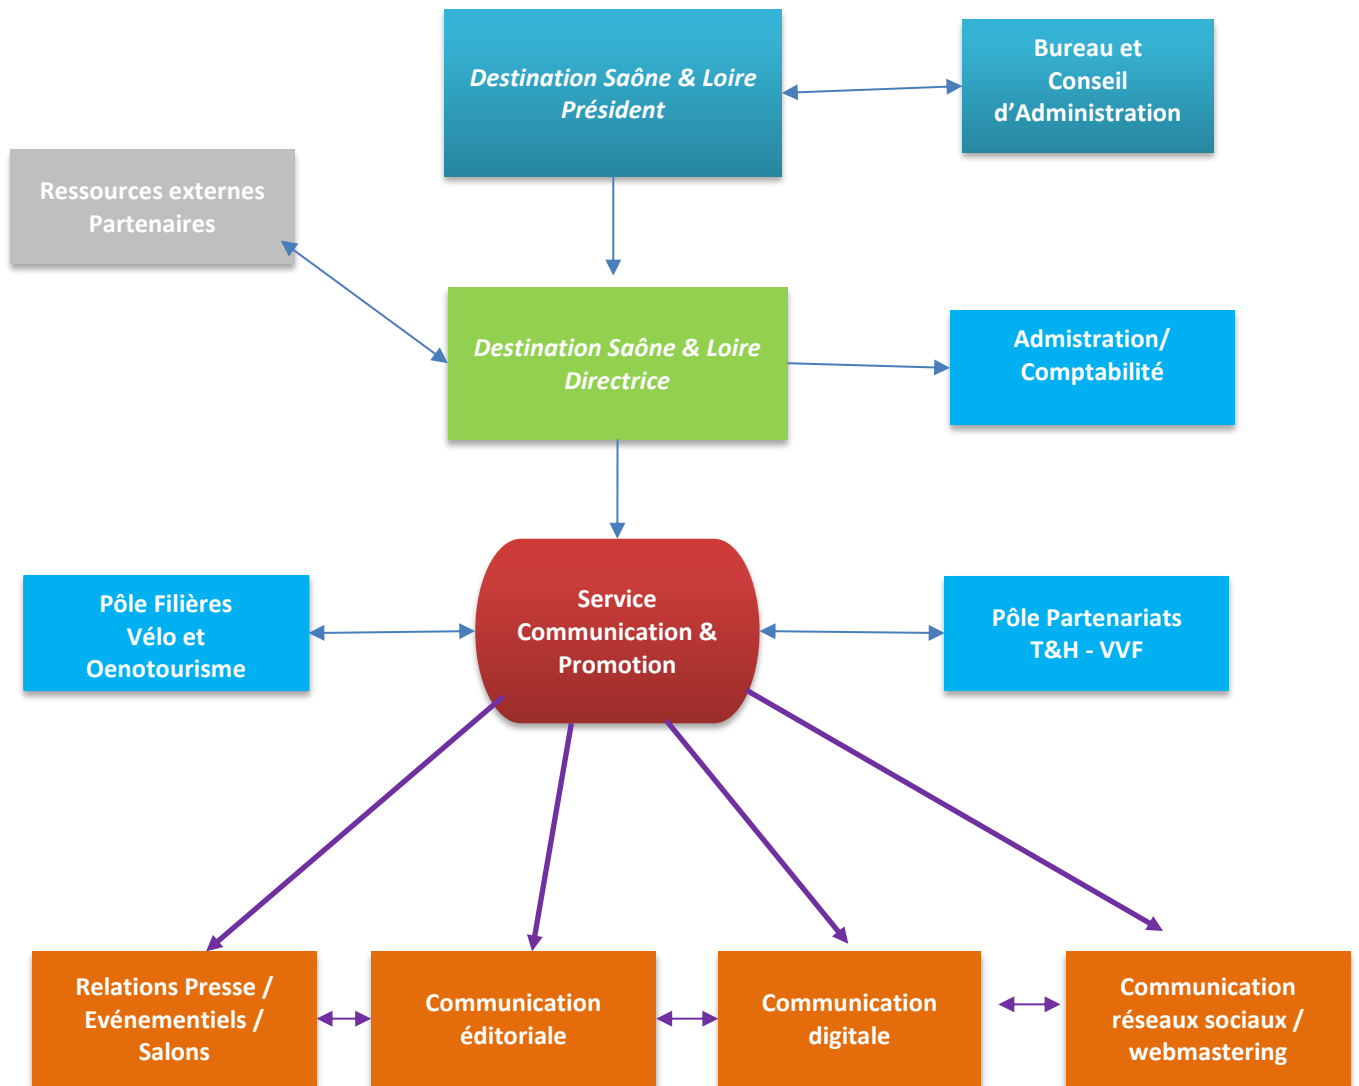 Destination Saône & Loire
Président
Bureau et
Conseil
d’Administration
Ressources externes
Partenaires
Destination Saône & Loire
Directrice
Admistration/
Comptabilité
Pôle Filières
Vélo et
Oenotourisme
Service
Communication &
Promotion
Pôle Partenariats
T&H - VVF
Relations Presse /
Evénementiels /
Salons
Communication
éditoriale
Communication
digitale
Communication
réseaux sociaux /
webmastering